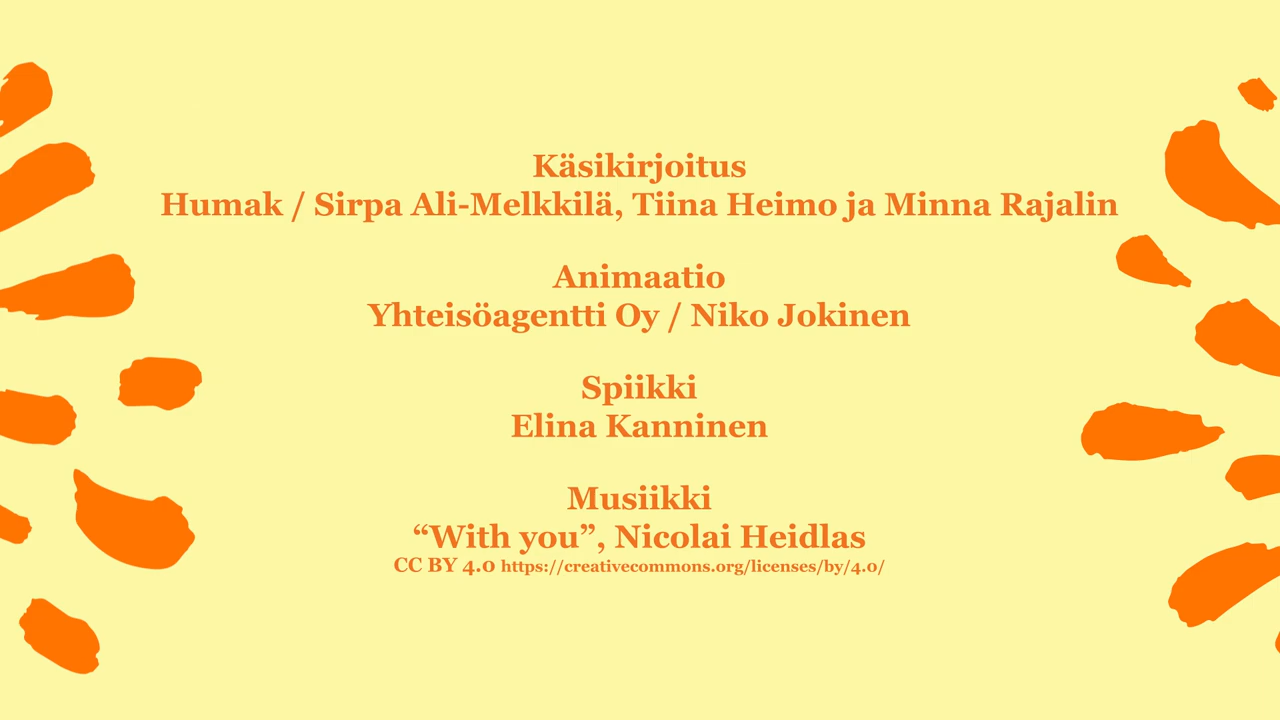 Käsikirjoitus
Humak / Sirpa Ali-Melkkilä, Tiina Heimo ja Minna Rajalin
Animaatio
Yhteisöagentti Oy / Niko Jokinen
Spiikki
Elina Kanninen
Musiikki
“With you”, Nicolai Heidlas
CC BY 4.0 https://creativecommons.org/licenses/by/4.0/